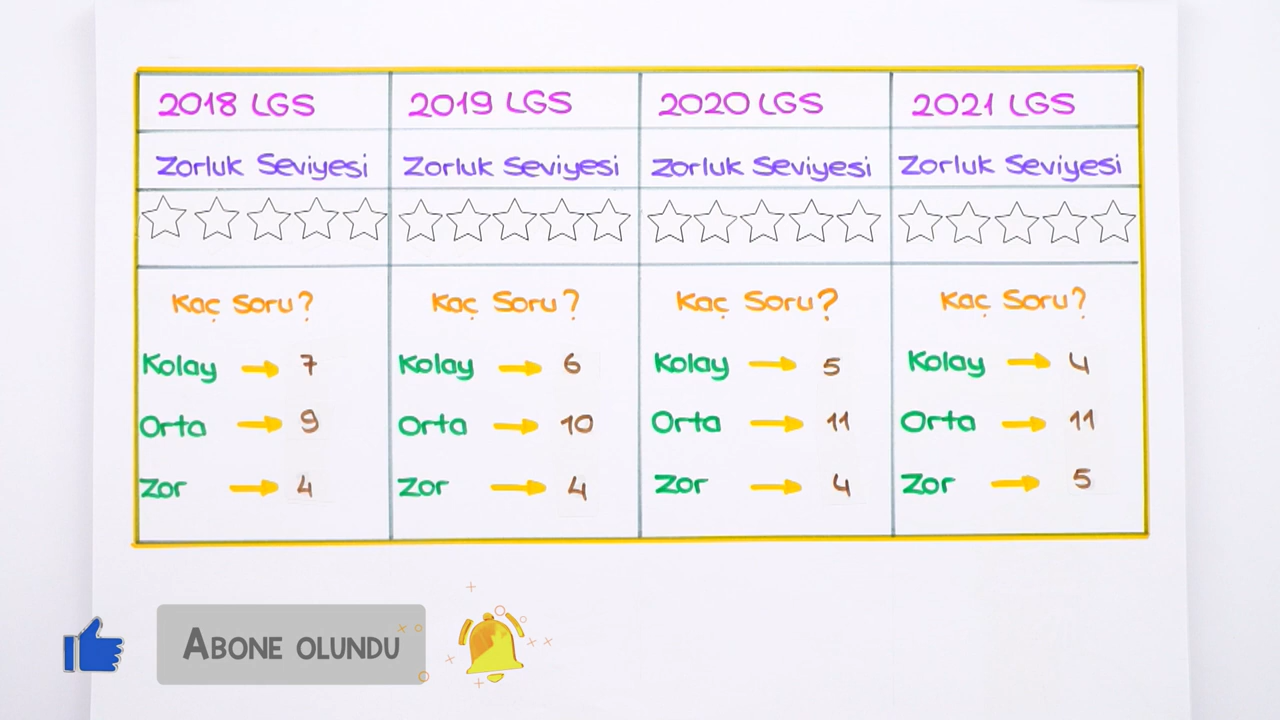 2018 LGS
2019 LGS
2020 LGS
2021 LGS
Zorluk Seviyesi
Zorluk Seviyesi
Zorluk Seviyesi
Zorluk Seviyesi
Kaç Soru?
Kaç Soru?
Kaç Soru?
Kaç Soru?
Kolay → 7
Kolay → 6
Kolay → 5
Kolay → 4
Orta → 9
Orta → 10
Orta → 11
Orta → 11
Zor → 4
Zor → 4
Zor → 4
Zor → 5
ABONE OLUNDU